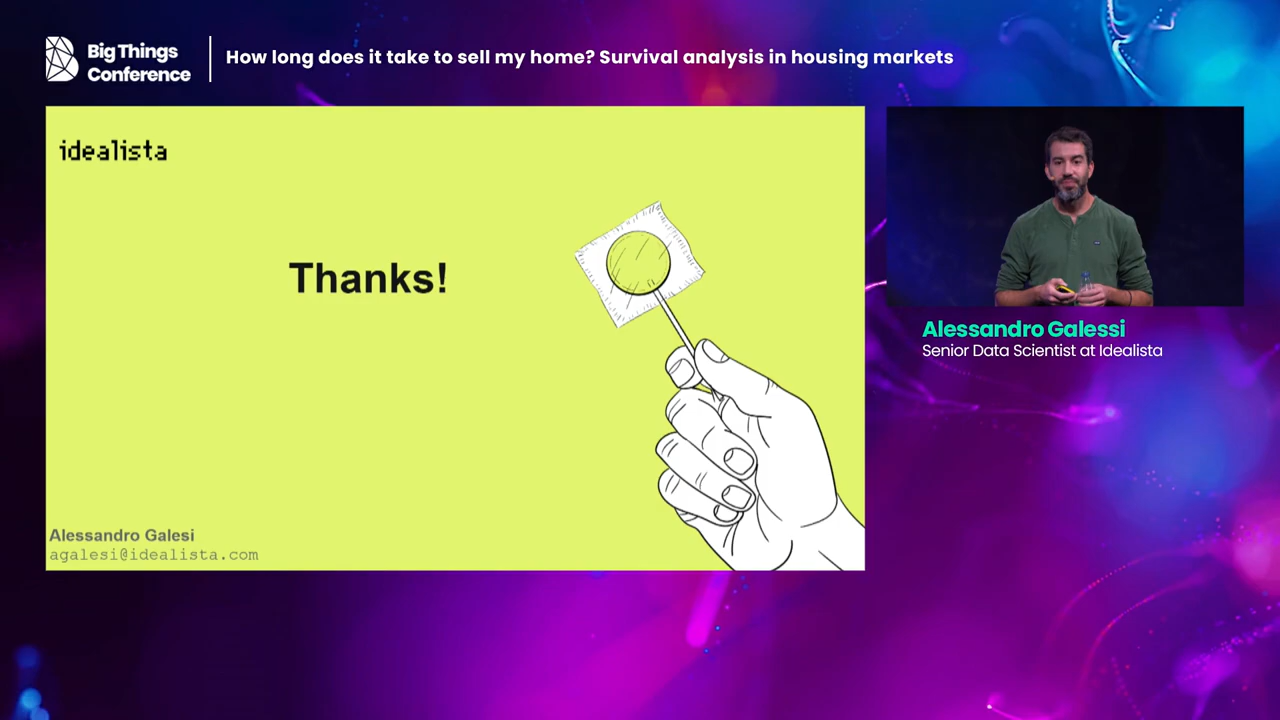 Big Things
Conference
How long does it take to sell my home? Survival analysis in housing markets
idealista
Thanks!
Alessandro Galesi
agalesi@idealista.com
Alessandro Galessi
Senior Data Scientist at Idealista